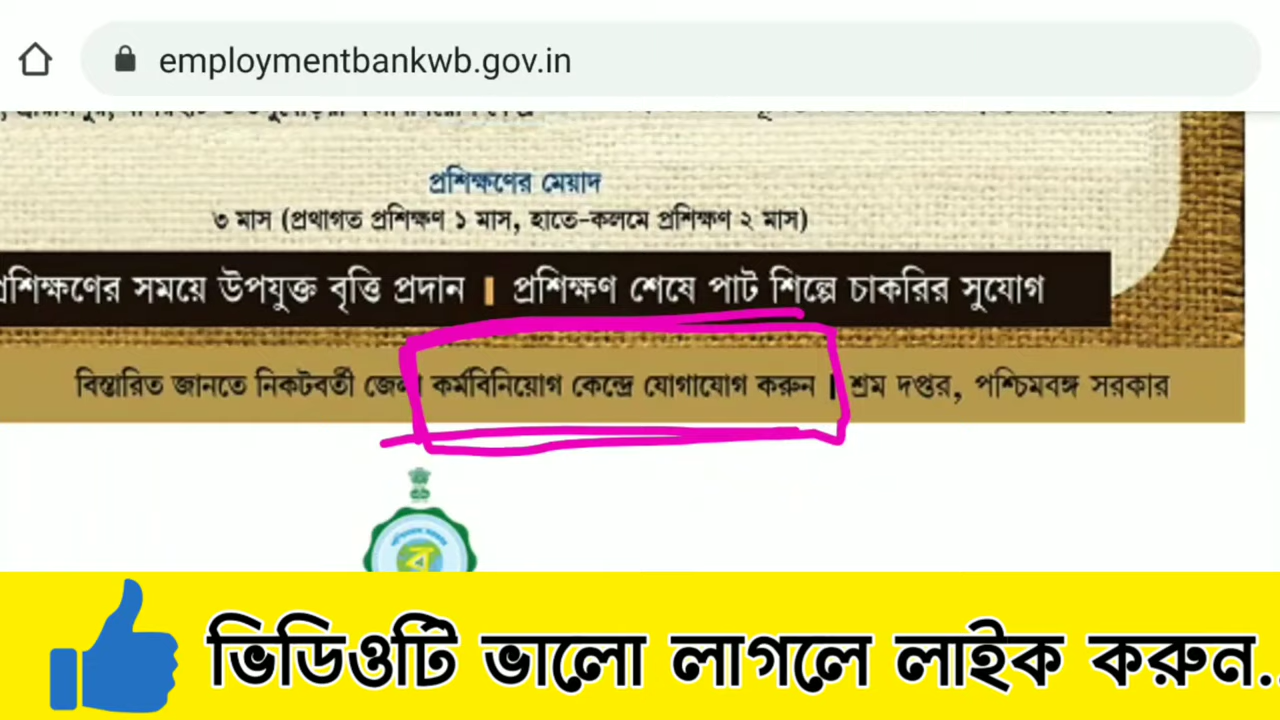 employmentbankwb.gov.in
প্রশিক্ষণের মেয়াদ
৩ মাস (প্রথাগত প্রশিক্ষণ ১ মাস, হাতে-কলমে প্রশিক্ষণ ২ মাস)
প্রশিক্ষণের সময়ে উপযুক্ত বৃত্তি প্রদান | প্রশিক্ষণ শেষে পাট শিল্পে চাকরির সুযোগ
বিস্তারিত জানতে নিকটবর্তী জেলা কর্মবিনিয়োগ কেন্দ্রে যোগাযোগ করুন | শ্রম দপ্তর, পশ্চিমবঙ্গ সরকার
ব
ভিডিওটি ভালো লাগলে লাইক করুন..